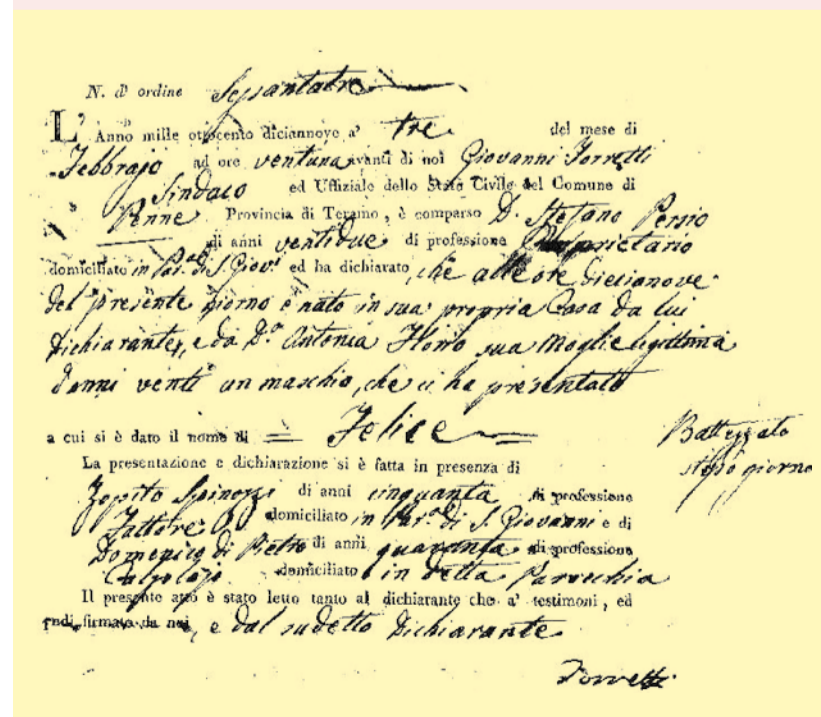 N. d' ordine Sessantatre
L' Anno mille ottocento diciannove a' tre del mese di
Febbrajo ad ore ventuna avanti di noi Giovanni Torretti
Sindaco ed Uffiziale dello Stato Civile del Comune di
Penne Provincia di Teramo, è comparso D. Stefano Persio
di anni ventidue di professione Proprietario
domiciliato in Par.a di S. Giov.i ed ha dichiarato, che alle ore diecianove
del presente giorno è nato in sua propria Casa da lui
Dichiarante, e da D.a Antonia Florio sua Moglie legittima
d'anni venti un maschio, che ci ha presentato
a cui si è dato il nome di = Felice =
Battezzato
stesso giorno
La presentazione e dichiarazione si è fatta in presenza di
Zopito Spinozzi di anni cinquanta di professione
Fattore domiciliato in Par.a di S. Giovanni e di
Domenico di Pietro di anni quaranta di professione
Calzolajo domiciliato in detta Parocchia
Il presente atto è stato letto tanto al dichiarante che a' testimoni, ed
indi firmato da noi, e dal sudetto Dichiarante
Torretti